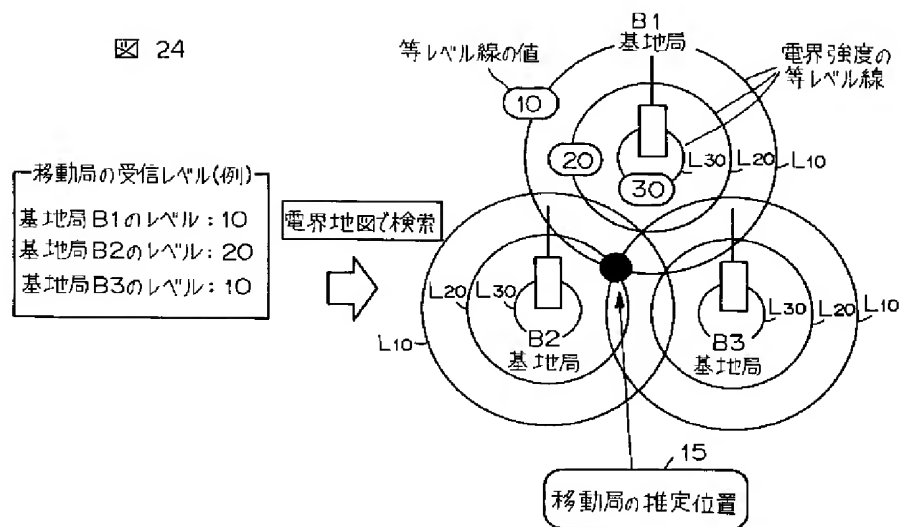 図 24
B1
基地局
等レベル線の値
電界強度の
等レベル線
10
20
30
L30
L20
L10
移動局の受信レベル(例)
基地局B1のレベル:10
基地局B2のレベル:20
基地局B3のレベル:10
電界地図で検索
L10
L20
L30
B2
基地局
L30
L20
L10
B3
基地局
15
移動局の推定位置